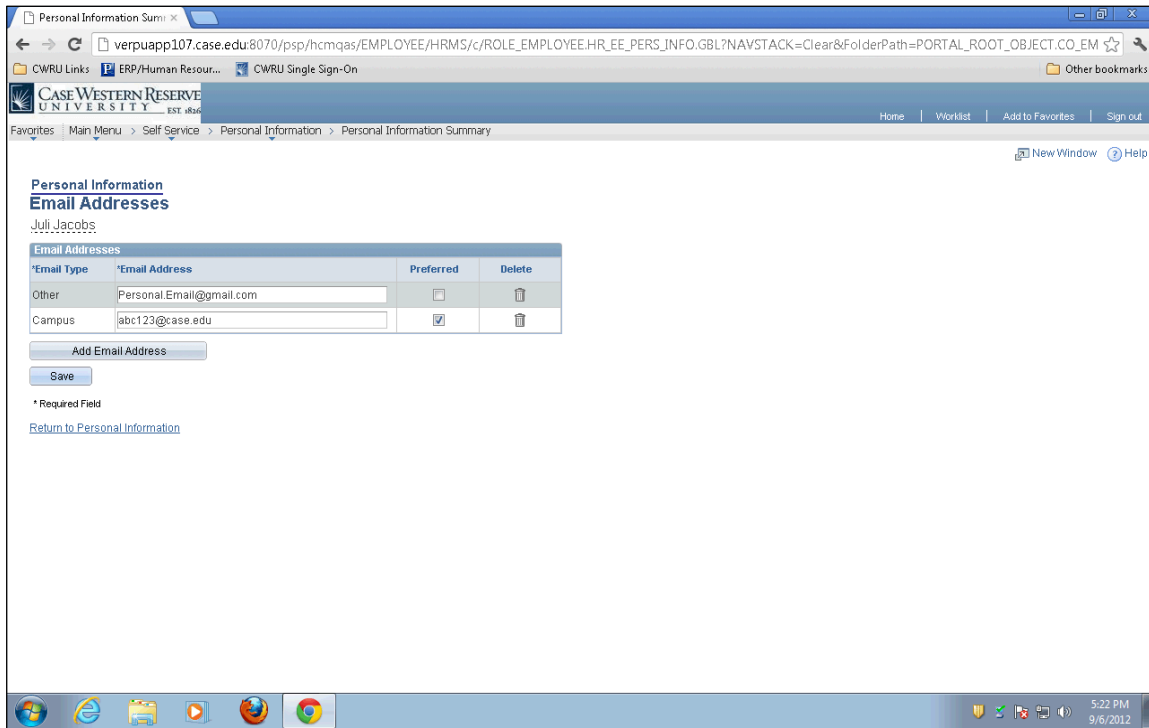 Personal Information Summ
verpuapp107.case.edu:8070/psp/hcmqas/EMPLOYEE/HRMS/c/ROLE_EMPLOYEE.HR_EE_PERS_INFO.GBL?NAVSTACK=Clear&FolderPath=PORTAL_ROOT_OBJECT.CO_EM
CWRU Links ERP/Human Resour... CWRU Single Sign-On Other bookmarks
CASE WESTERN RESERVE
UNIVERSITY EST. 1826
Home | Worklist | Add to Favorites | Sign out
Favorites Main Menu > Self Service > Personal Information > Personal Information Summary
New Window ? Help
Personal Information
Email Addresses
Juli Jacobs
Email Addresses
*Email Type *Email Address Preferred Delete
Other Personal.Email@gmail.com
Campus abc123@case.edu
Add Email Address
Save
* Required Field
Return to Personal Information
5:22 PM
9/6/2012